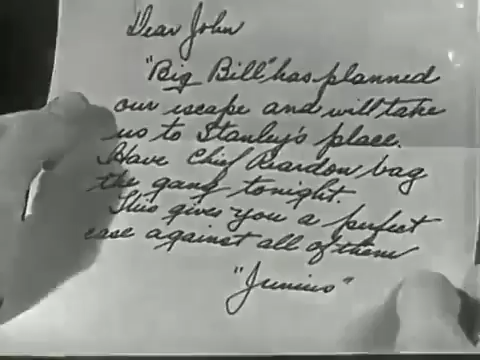 Dear John
"Big Bill" has planned
our escape and will take
us to Stanley's place.
Have Chief Reardon bag
the gang tonight.
This gives you a perfect
case against all of them
"Junius"